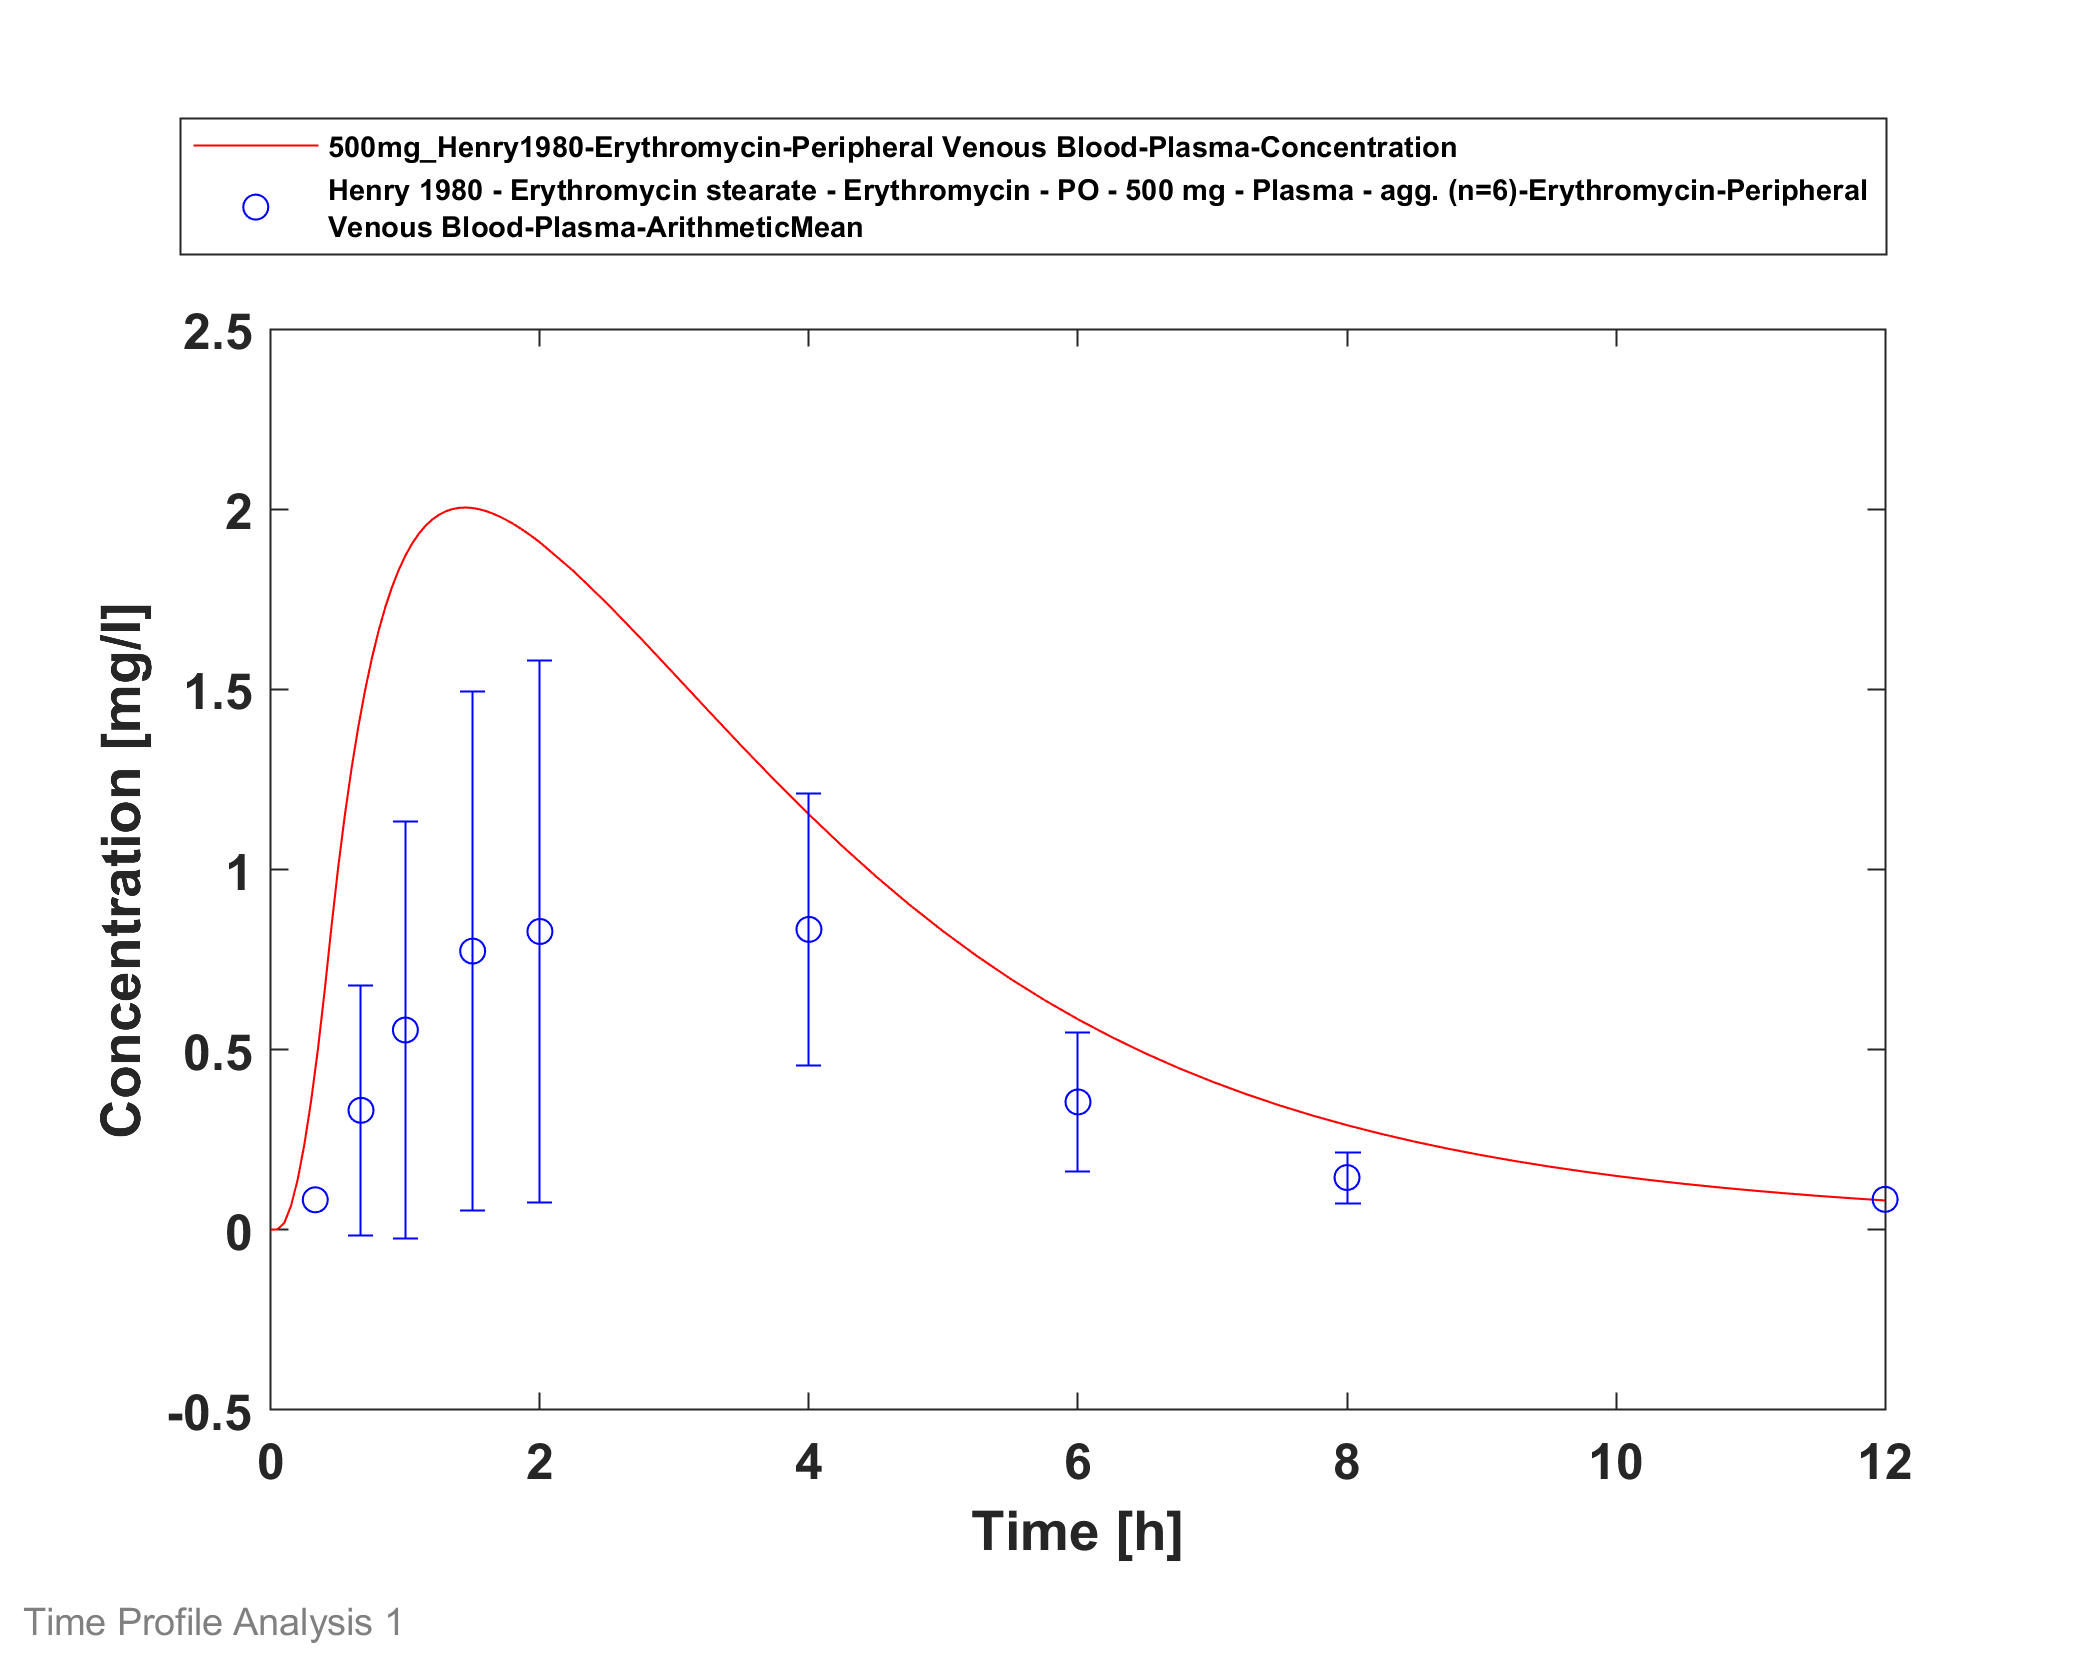 500mg_Henry1980-Erythromycin-Peripheral Venous Blood-Plasma-Concentration
Henry 1980 - Erythromycin stearate - Erythromycin - PO - 500 mg - Plasma - agg. (n=6)-Erythromycin-Peripheral
Venous Blood-Plasma-ArithmeticMean
2.5
2
1.5
1
0.5
0
-0.5
Concentration [mg/l]
0 2 4 6 8 10 12
Time [h]
Time Profile Analysis 1